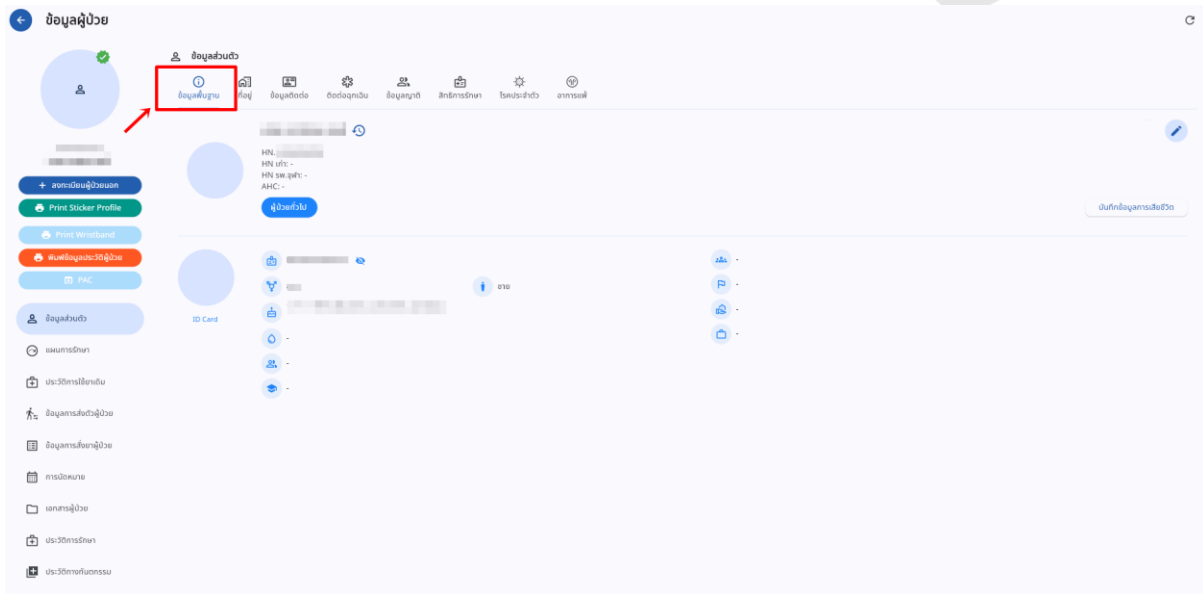 ข้อมูลผู้ป่วย
ข้อมูลส่วนตัว
ข้อมูลพื้นฐาน
ที่อยู่
ข้อมูลติดต่อ
ติดต่อฉุกเฉิน
ข้อมูลญาติ
สิทธิการรักษา
โรคประจำตัว
อาการแพ้
HN.
HN เก่า: -
HN รพ.จุฬา: -
AHC: -
ผู้ป่วยทั่วไป
บันทึกข้อมูลการเสียชีวิต
+ ลงทะเบียนผู้ป่วยนอก
Print Sticker Profile
Print Wristband
พิมพ์ข้อมูลประวัติผู้ป่วย
PAC
ID Card
ชาย
-
-
-
-
-
-
-
ข้อมูลส่วนตัว
แผนการรักษา
ประวัติการใช้ยาเดิม
ข้อมูลการส่งตัวผู้ป่วย
ข้อมูลการสั่งยาผู้ป่วย
การนัดหมาย
เอกสารผู้ป่วย
ประวัติการรักษา
ประวัติทางทันตกรรม